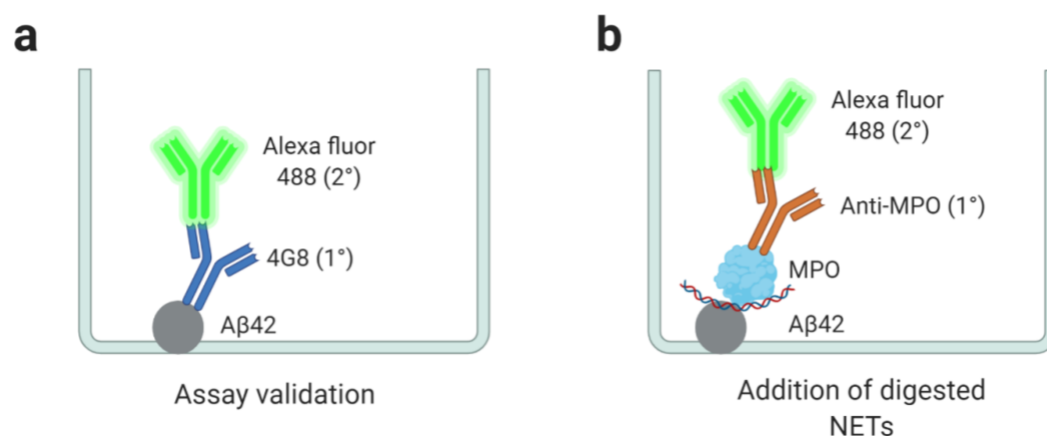 a
Alexa fluor
488 (2°)
4G8 (1°)
Aβ42
Assay validation
b
Alexa fluor
488 (2°)
Anti-MPO (1°)
MPO
Aβ42
Addition of digested
NETs